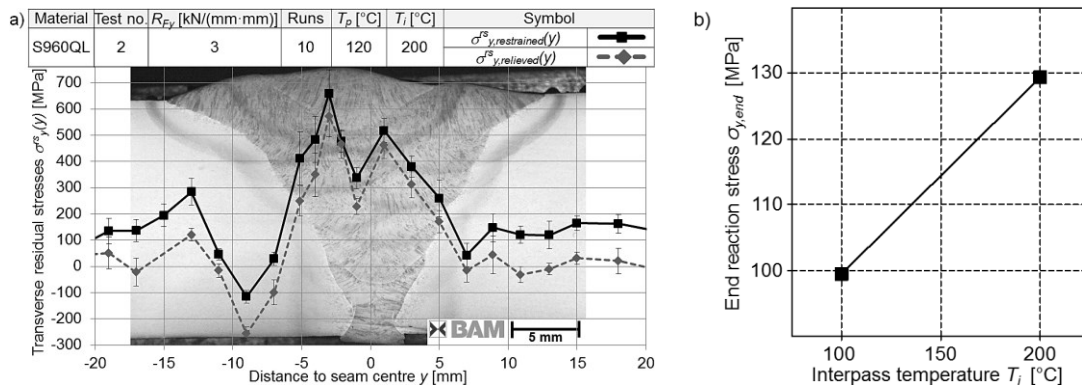 a)
Material Test no. R_Fy [kN/(mm·mm)] Runs T_p [°C] T_i [°C] Symbol
S960QL 2 3 10 120 200 σ^rs_y,restrained(y)
σ^rs_y,relieved(y)
Transverse residual stresses σ^rs_y(y) [MPa]
700
600
500
400
300
200
100
0
-100
-200
-300
BAM
5 mm
-20 -15 -10 -5 0 5 10 15 20
Distance to seam centre y [mm]
b)
End reaction stress σ_y,end [MPa]
130
120
110
100
100 150 200
Interpass temperature T_i [°C]